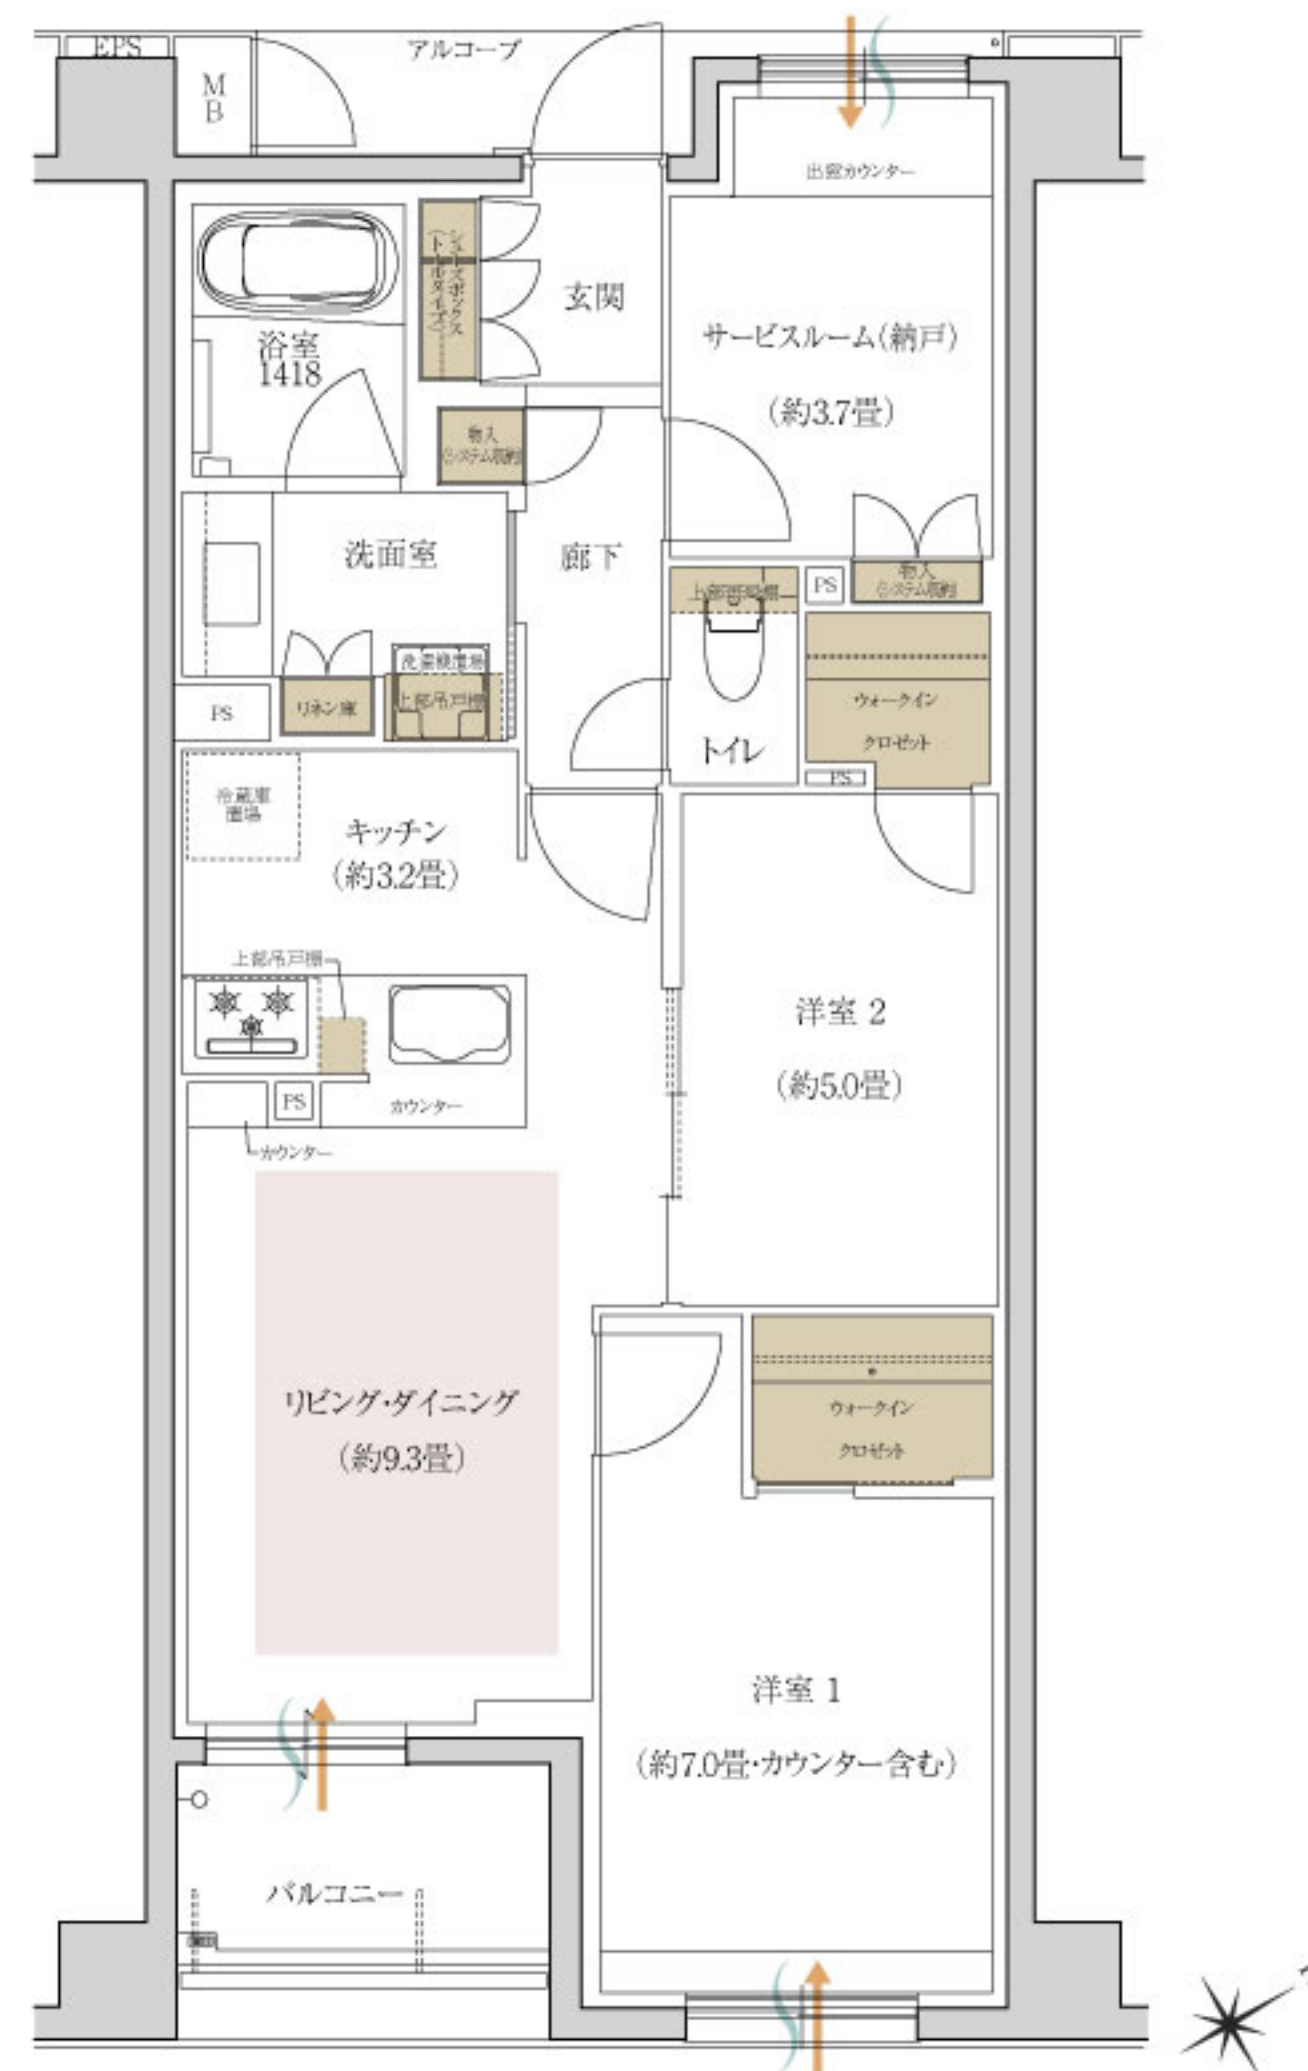 EPS
アルコーブ
M
B
出窓カウンター
シューズボックス
(トールタイプ)
玄関
浴室
1418
サービスルーム(納戸)
(約3.7畳)
物入
(システム収納)
洗面室
廊下
物入
(システム収納)
PS
上部吊戸棚
洗濯機置場
上部吊戸棚
リネン庫
PS
トイレ
ウォークイン
クロゼット
PS
冷蔵庫
置場
キッチン
(約3.2畳)
上部吊戸棚
洋室 2
(約5.0畳)
PS
カウンター
カウンター
リビング・ダイニング
(約9.3畳)
ウォークイン
クロゼット
洋室 1
(約7.0畳・カウンター含む)
バルコニー